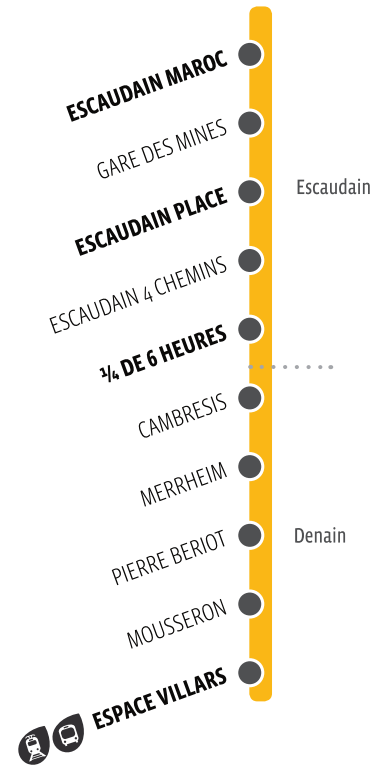 ESCAUDAIN MAROC
GARE DES MINES
ESCAUDAIN PLACE
Escaudain
ESCAUDAIN 4 CHEMINS
¼ DE 6 HEURES
CAMBRESIS
MERRHEIM
PIERRE BERIOT
Denain
MOUSSERON
ESPACE VILLARS